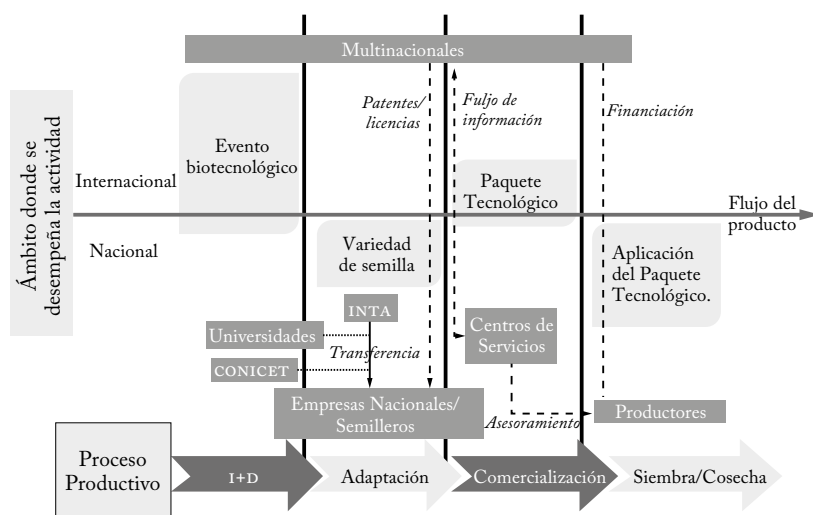 Multinacionales
Ámbito donde se
desempeña la actividad
Internacional
Nacional
Evento
biotecnológico
Patentes/
licencias
Fuljo de
información
Financiación
Paquete
Tecnológico
Flujo del
producto
Variedad
de semilla
Aplicación
del Paquete
Tecnológico.
INTA
Universidades
Transferencia
CONICET
Centros de
Servicios
Empresas Nacionales/
Semilleros
Asesoramiento
Productores
Proceso
Productivo
I+D
Adaptación
Comercialización
Siembra/Cosecha